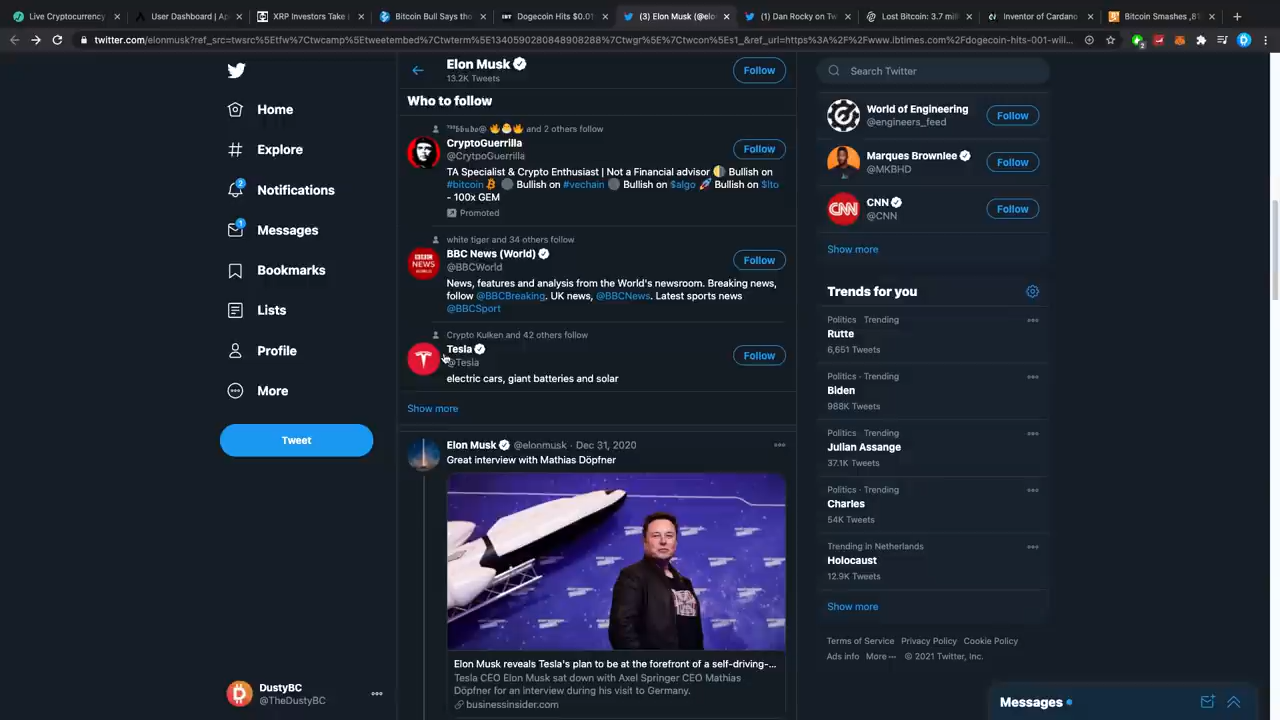 Live Cryptocurrency
User Dashboard | Ap
XRP Investors Take
Bitcoin Bull Says tho
Dogecoin Hits $0.01
(3) Elon Musk (@elo
(1) Dan Rocky on Tw
Lost Bitcoin: 3.7 mil
Inventor of Cardano
Bitcoin Smashes ,81
twitter.com/elonmusk?ref_src=twsrc%5Etfw%7Ctwcamp%5Etweetembed%7Ctwterm%5E1340590280848908288%7Ctwgr%5E%7Ctwcon%5Es1_&ref_url=https%3A%2F%2Fwww.ibtimes.com%2Fdogecoin-hits-001-will...
Elon Musk
13.2K Tweets
Follow
Search Twitter
Home
Explore
Notifications
2
Messages
1
Bookmarks
Lists
Profile
More
Tweet
DustyBC
@TheDustyBC
Who to follow
and 2 others follow
CryptoGuerrilla
@CrytpoGuerrilla
Follow
TA Specialist & Crypto Enthusiast | Not a Financial advisor 🌗 Bullish on
#bitcoin 🌑 Bullish on #vechain 🌑 Bullish on $algo 🚀 Bullish on $lto
- 100x GEM
Promoted
white tiger and 34 others follow
BBC News (World)
@BBCWorld
Follow
BBC
NEWS
News, features and analysis from the World's newsroom. Breaking news,
follow @BBCBreaking. UK news, @BBCNews. Latest sports news
@BBCSport
Crypto Kulken and 42 others follow
Tesla
@Tesla
Follow
electric cars, giant batteries and solar
Show more
Elon Musk @elonmusk · Dec 31, 2020
Great interview with Mathias Döpfner
Elon Musk reveals Tesla's plan to be at the forefront of a self-driving-...
Tesla CEO Elon Musk sat down with Axel Springer CEO Mathias
Döpfner for an interview during his visit to Germany.
businessinsider.com
World of Engineering
@engineers_feed
Follow
Marques Brownlee
@MKBHD
Follow
CNN
CNN
@CNN
Follow
Show more
Trends for you
Politics · Trending
Rutte
6,651 Tweets
Politics · Trending
Biden
988K Tweets
Politics · Trending
Julian Assange
37.1K Tweets
Politics · Trending
Charles
54K Tweets
Trending in Netherlands
Holocaust
12.9K Tweets
Show more
Terms of Service Privacy Policy Cookie Policy
Ads info More ··· © 2021 Twitter, Inc.
Messages